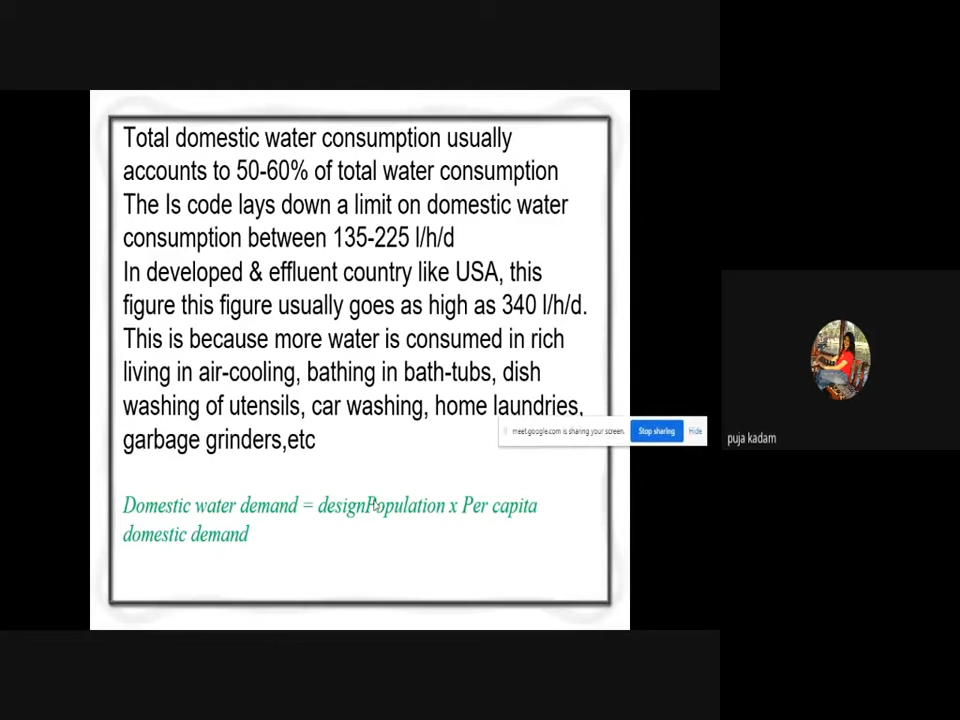 Total domestic water consumption usually
accounts to 50-60% of total water consumption
The Is code lays down a limit on domestic water
consumption between 135-225 l/h/d
In developed & effluent country like USA, this
figure this figure usually goes as high as 340 l/h/d.
This is because more water is consumed in rich
living in air-cooling, bathing in bath-tubs, dish
washing of utensils, car washing, home laundries,
garbage grinders,etc
meet.google.com is sharing your screen.
Stop sharing
Hide
puja kadam
Domestic water demand = designPopulation x Per capita
domestic demand